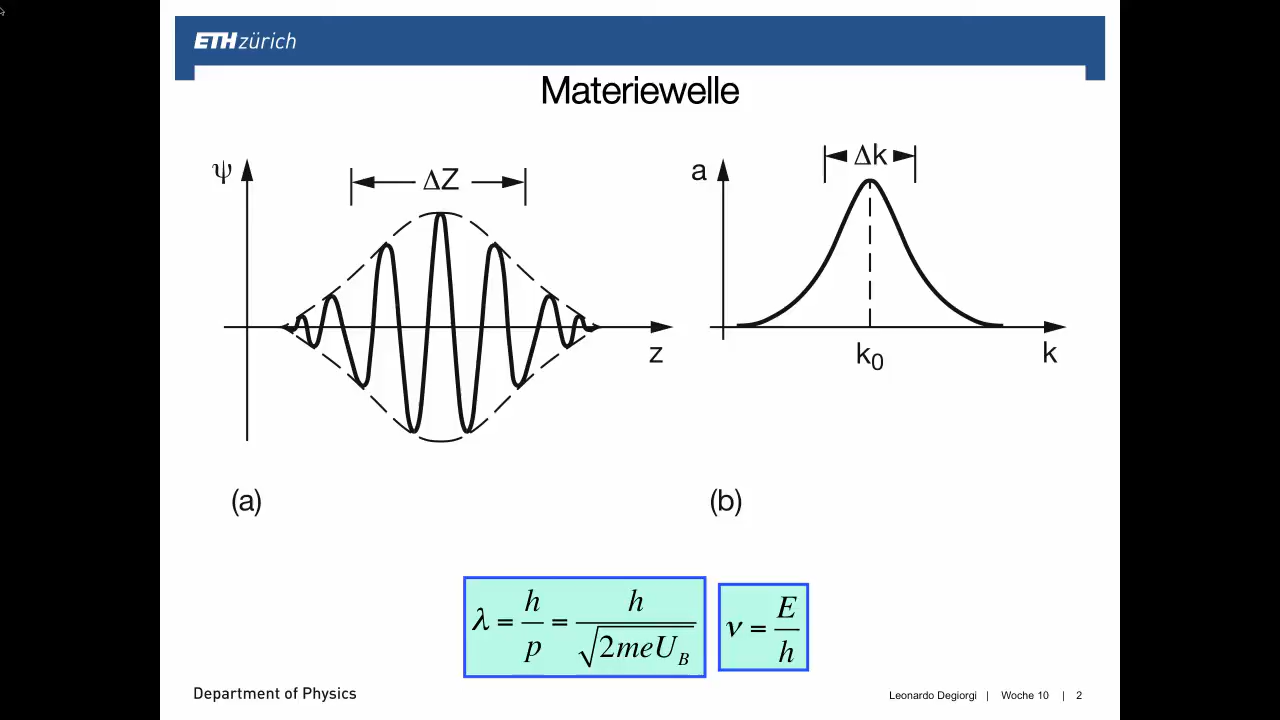 ETH zürich
Materiewelle
ψ
ΔZ
z
(a)
a
Δk
k₀
k
(b)
λ = h/p = h/√(2meU_B)
ν = E/h
Department of Physics
Leonardo Degiorgi | Woche 10 | 2